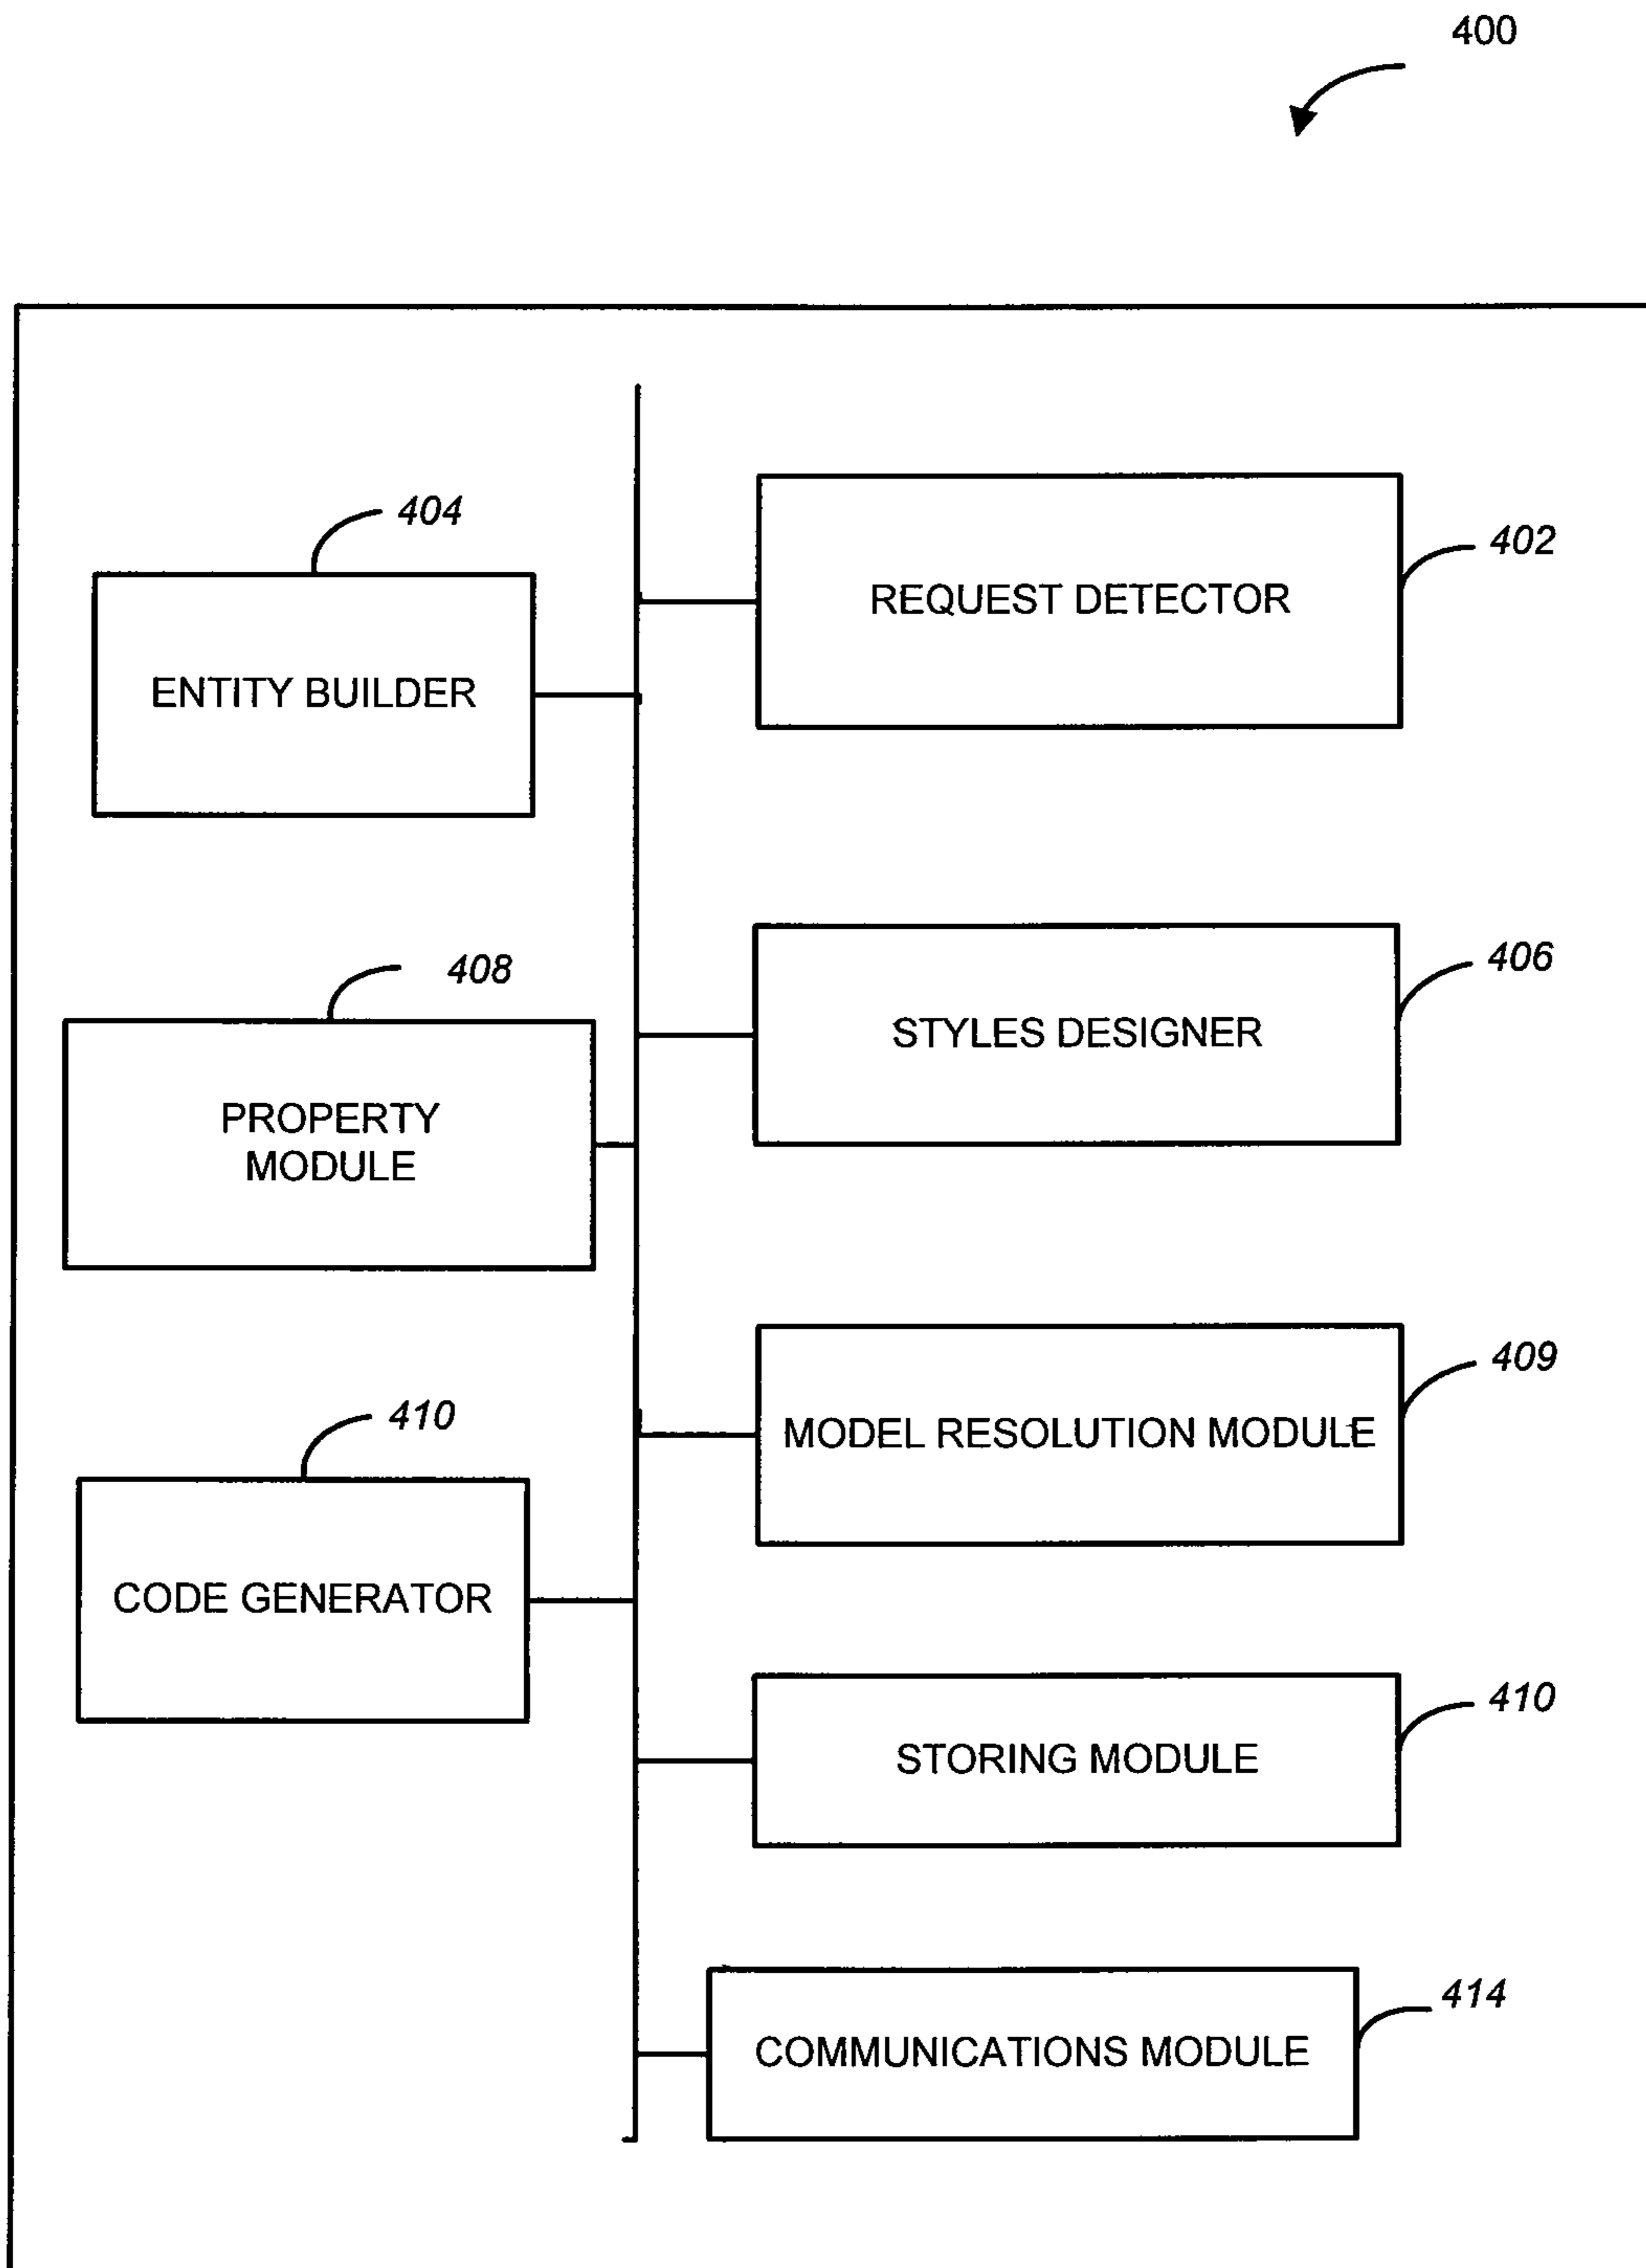 400
404
402
REQUEST DETECTOR
ENTITY BUILDER
408
406
STYLES DESIGNER
PROPERTY
MODULE
409
410
MODEL RESOLUTION MODULE
CODE GENERATOR
410
STORING MODULE
414
COMMUNICATIONS MODULE